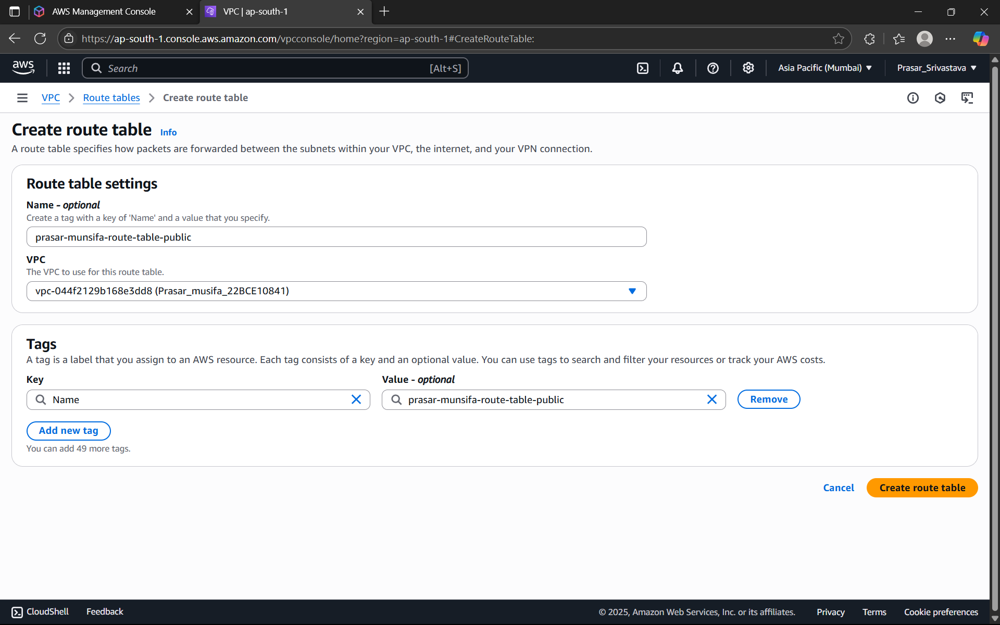 AWS Management Console
VPC | ap-south-1
https://ap-south-1.console.aws.amazon.com/vpcconsole/home?region=ap-south-1#CreateRouteTable:
aws
Search
[Alt+S]
Asia Pacific (Mumbai)
Prasar_Srivastava
VPC
Route tables
Create route table
Create route table
Info
A route table specifies how packets are forwarded between the subnets within your VPC, the internet, and your VPN connection.
Route table settings
Name - optional
Create a tag with a key of 'Name' and a value that you specify.
prasar-munsifa-route-table-public
VPC
The VPC to use for this route table.
vpc-044f2129b168e3dd8 (Prasar_musifa_22BCE10841)
Tags
A tag is a label that you assign to an AWS resource. Each tag consists of a key and an optional value. You can use tags to search and filter your resources or track your AWS costs.
Key
Value - optional
Name
prasar-munsifa-route-table-public
Remove
Add new tag
You can add 49 more tags.
Cancel
Create route table
CloudShell
Feedback
© 2025, Amazon Web Services, Inc. or its affiliates.
Privacy
Terms
Cookie preferences